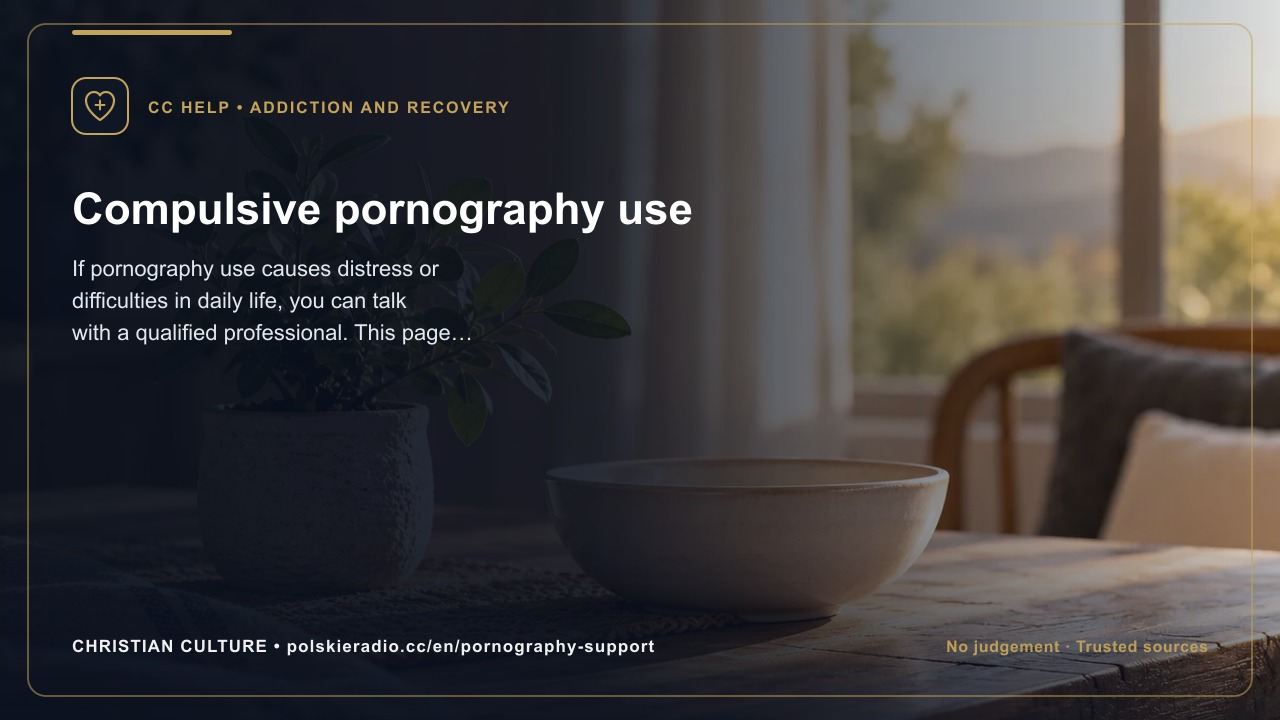 CC HELP • ADDICTION AND RECOVERY
Compulsive pornography use
If pornography use causes distress or
difficulties in daily life, you can talk
with a qualified professional. This page…
CHRISTIAN CULTURE • polskieradio.cc/en/pornography-support
No judgement · Trusted sources